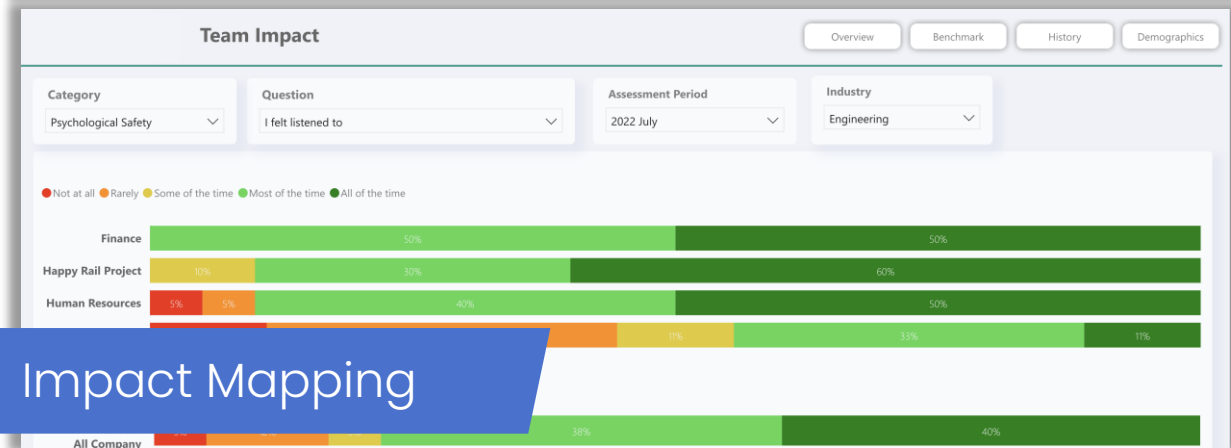 Team Impact
Overview
Benchmark
History
Demographics
Category
Question
Assessment Period
Industry
Psychological Safety
I felt listened to
2022 July
Engineering
Not at all Rarely Some of the time Most of the time All of the time
Finance 50% 50%
Happy Rail Project 10% 30% 60%
Human Resources 5% 5% 40% 50%
11% 33% 11%
Impact Mapping
All Company 38% 40%